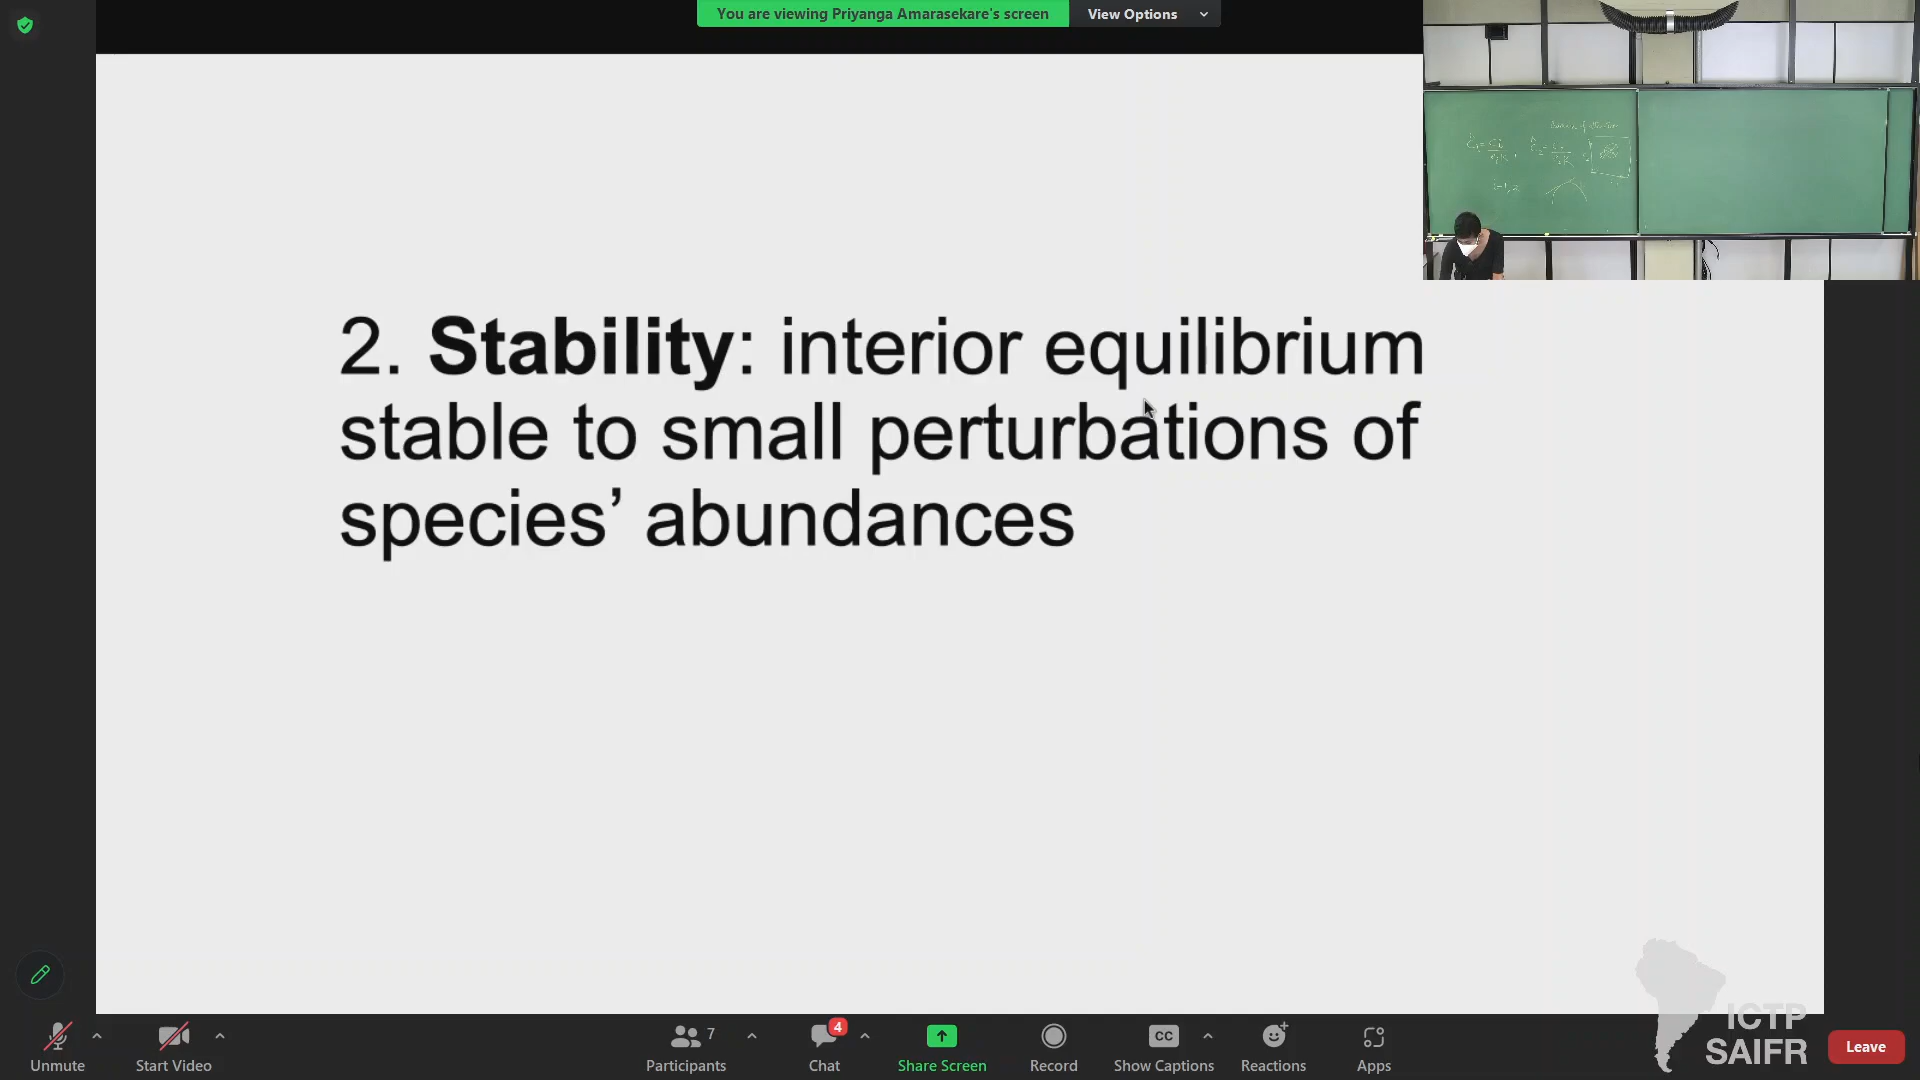 You are viewing Priyanga Amarasekare's screen
View Options
2. Stability: interior equilibrium
stable to small perturbations of
species’ abundances
Unmute
Start Video
7
Participants
4
Chat
Share Screen
Record
CC
Show Captions
Reactions
Apps
ICTP
SAIFR
Leave